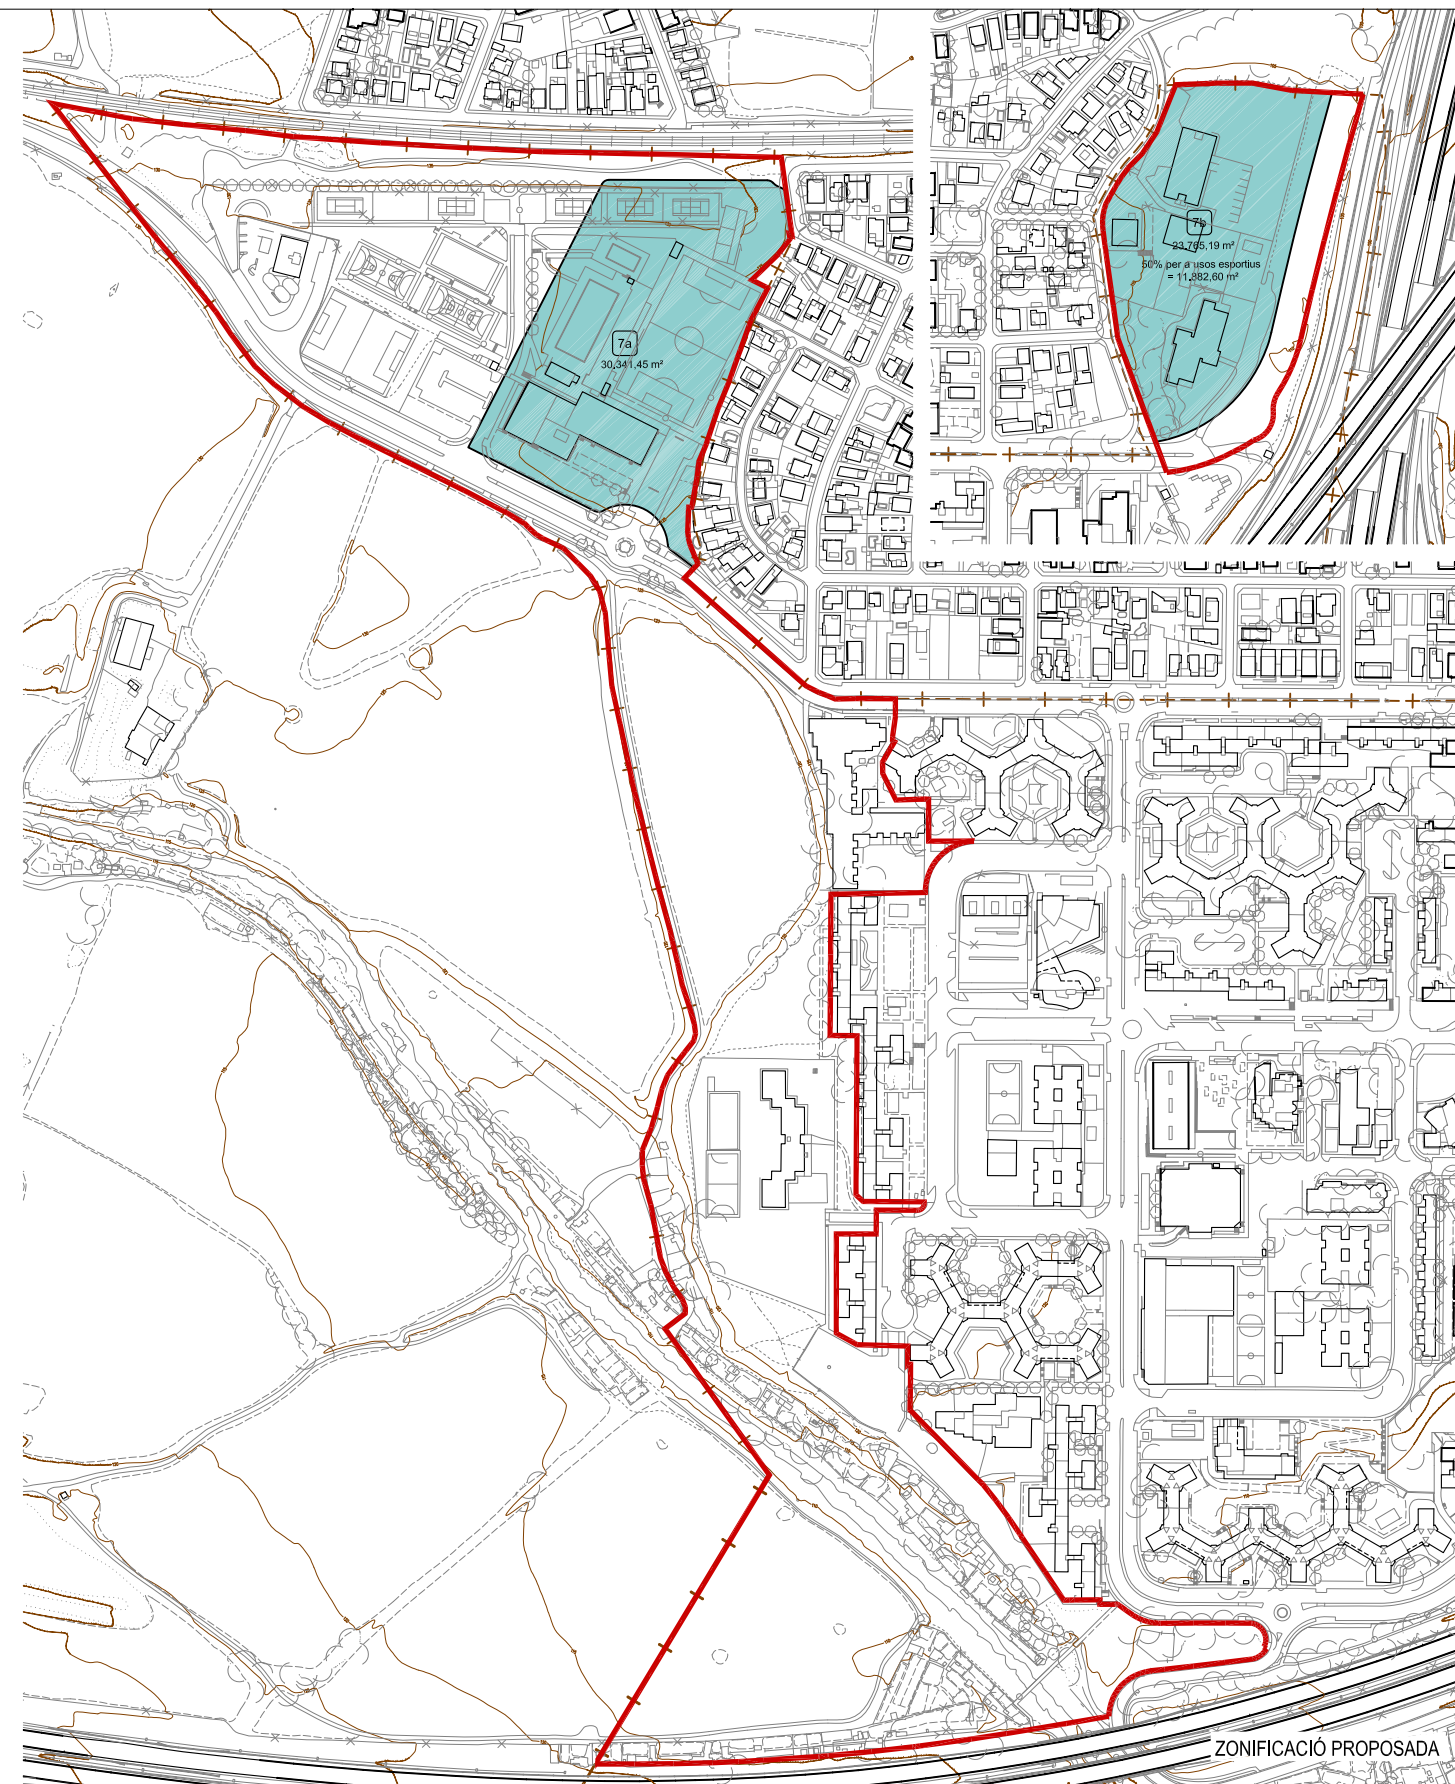 7a
30,341,45 m²
7b
23,765,19 m²
50% per a usos esportius
= 11,882,60 m²
ZONIFICACIÓ PROPOSADA